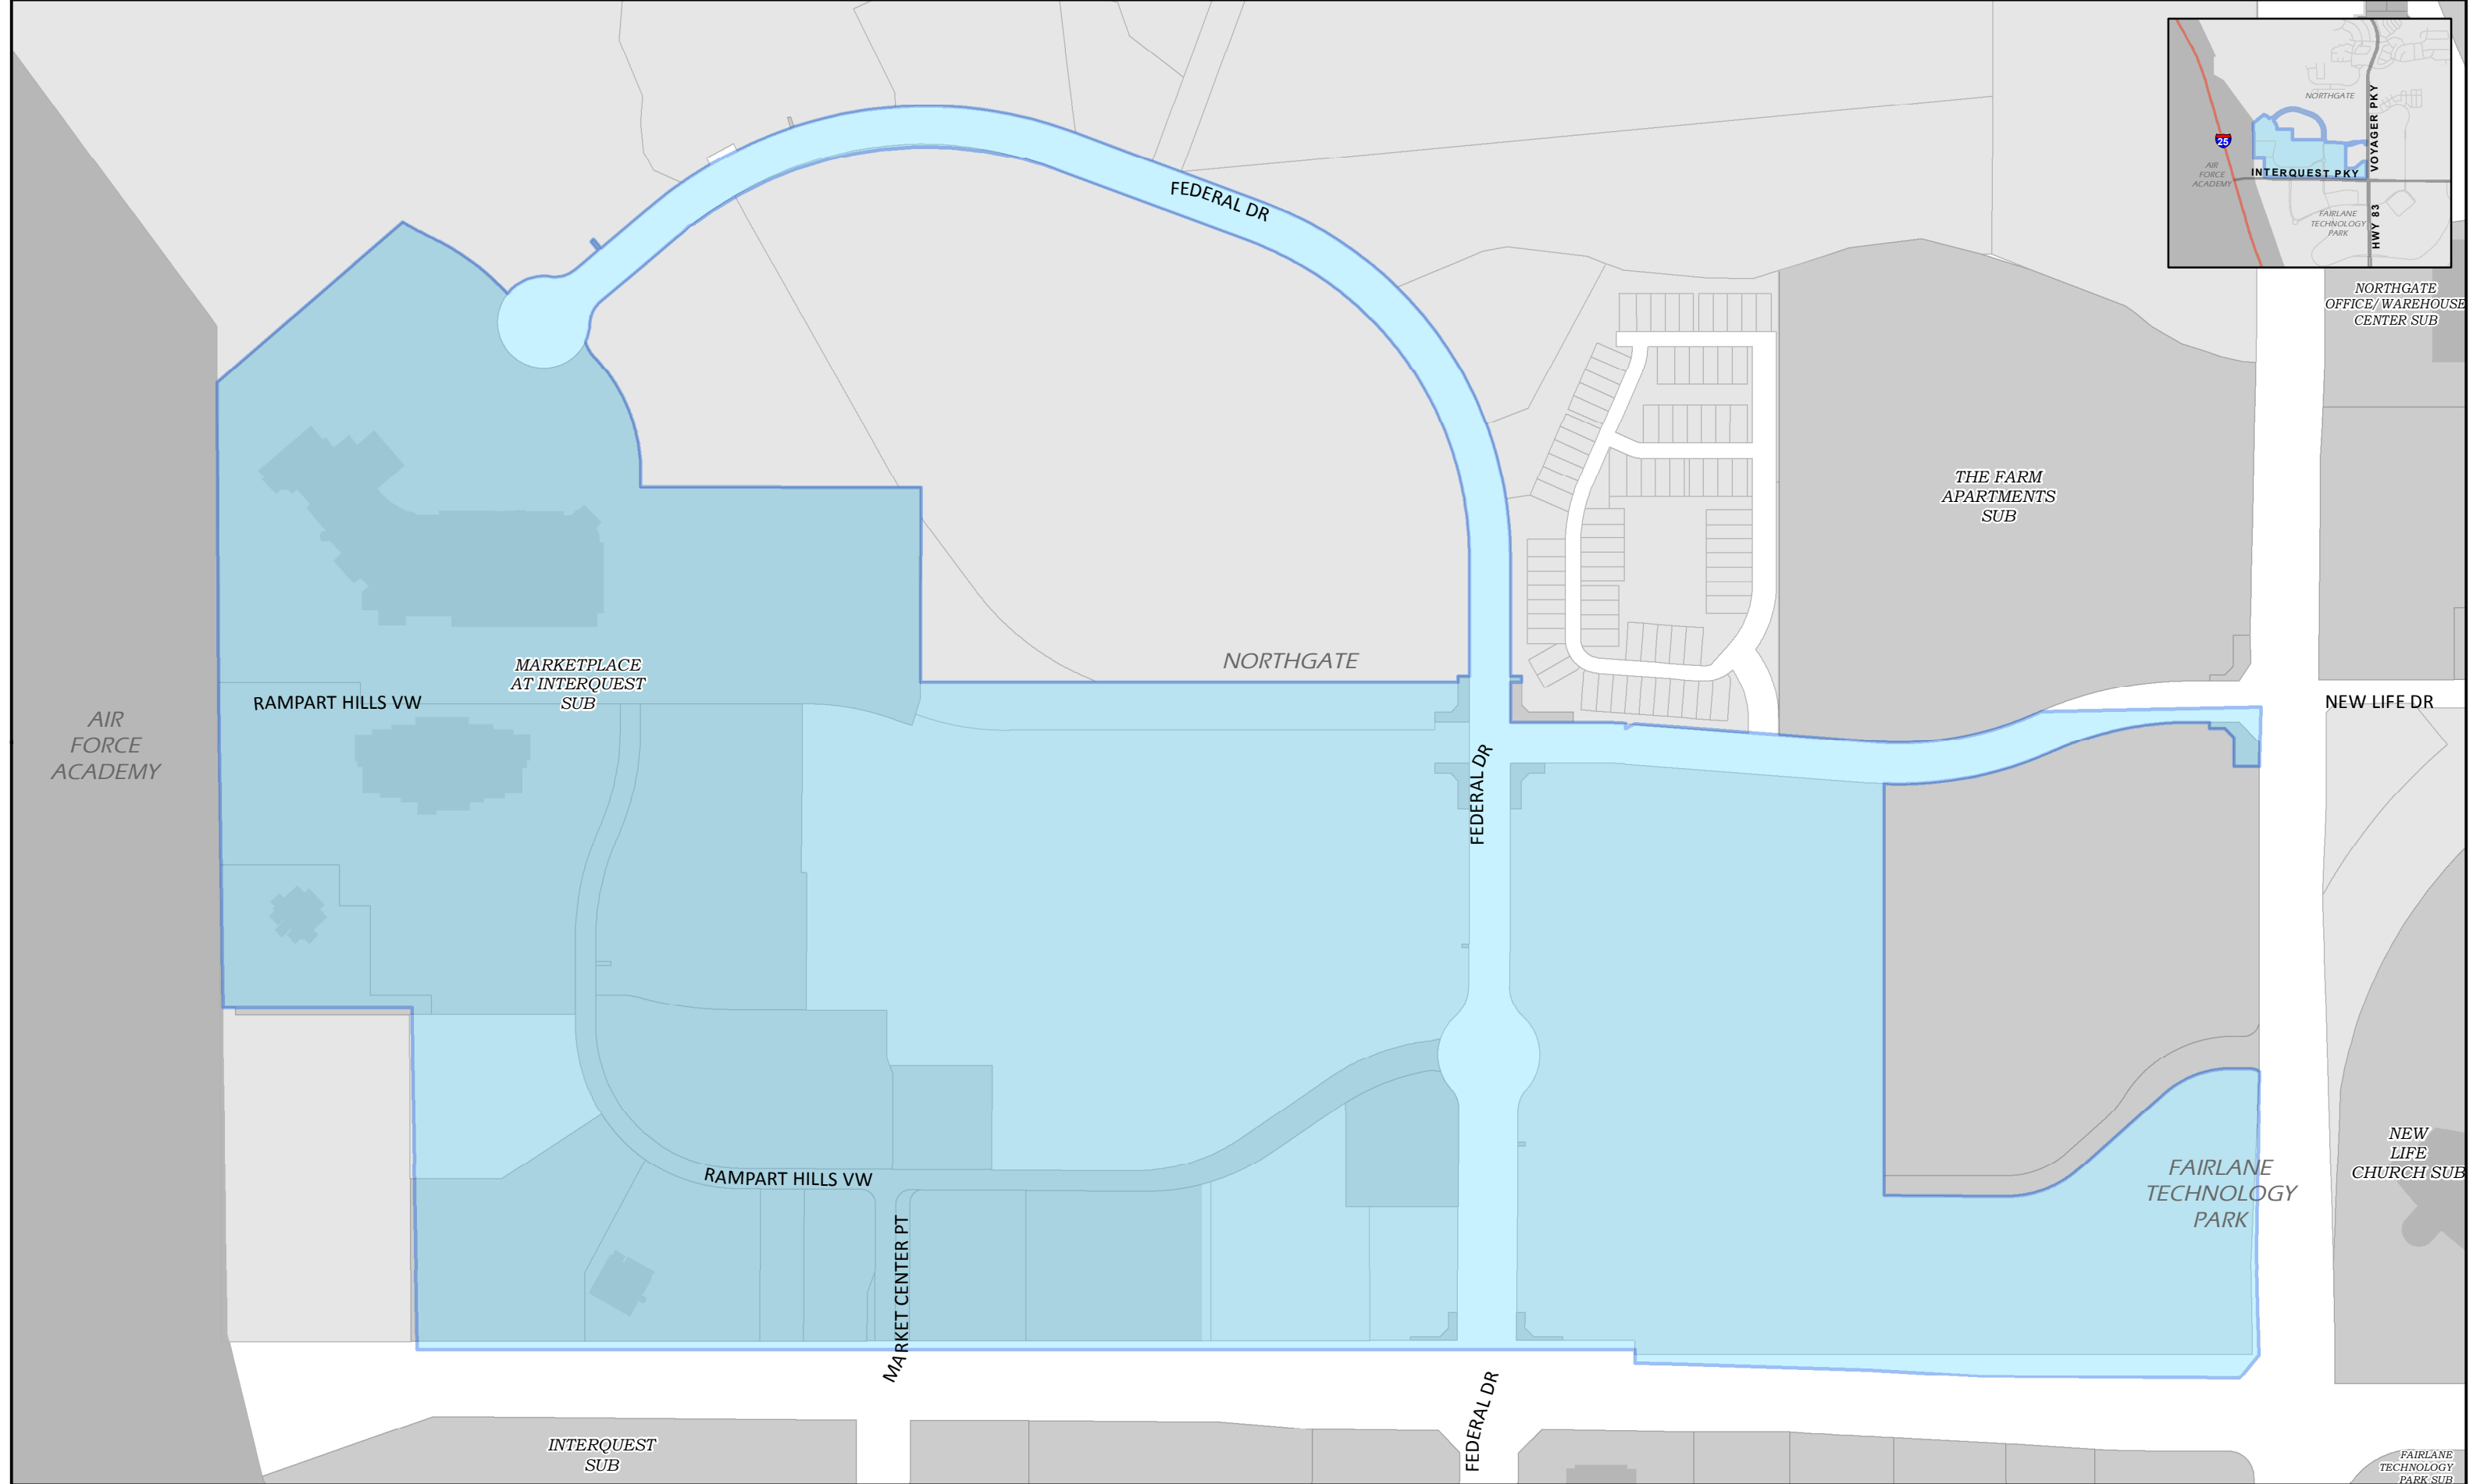 FEDERAL DR
NORTHGATE
VOYAGER PKY
25
AIR
FORCE
ACADEMY
INTERQUEST PKY
FAIRLANE
TECHNOLOGY
PARK
HWY 83
NORTHGATE
OFFICE/WAREHOUSE
CENTER SUB
THE FARM
APARTMENTS
SUB
NORTHGATE
MARKETPLACE
AT INTERQUEST
SUB
RAMPART HILLS VW
NEW LIFE DR
AIR
FORCE
ACADEMY
FEDERAL DR
NEW
LIFE
CHURCH SUB
FAIRLANE
TECHNOLOGY
PARK
RAMPART HILLS VW
MARKET CENTER PT
FEDERAL DR
INTERQUEST
SUB
FAIRLANE
TECHNOLOGY
PARK SUB